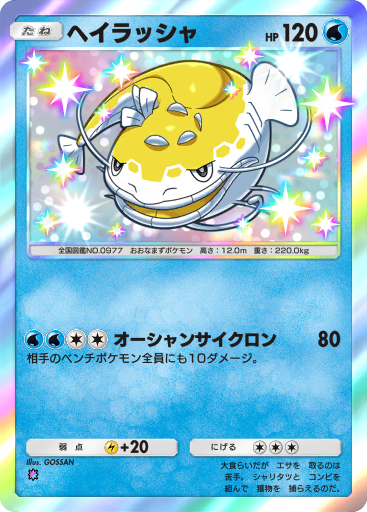 たね ヘイラッシャ HP 120
全国図鑑NO.0977 おおなまずポケモン 高さ:12.0m 重さ:220.0kg
オーシャンサイクロン 80
相手のベンチポケモン全員にも10ダメージ。
弱点 +20 にげる
Illus. GOSSAN
大食らいだが エサを 取るのは
苦手。 シャリタツと コンビを
組んで 獲物を 捕らえるのだ。